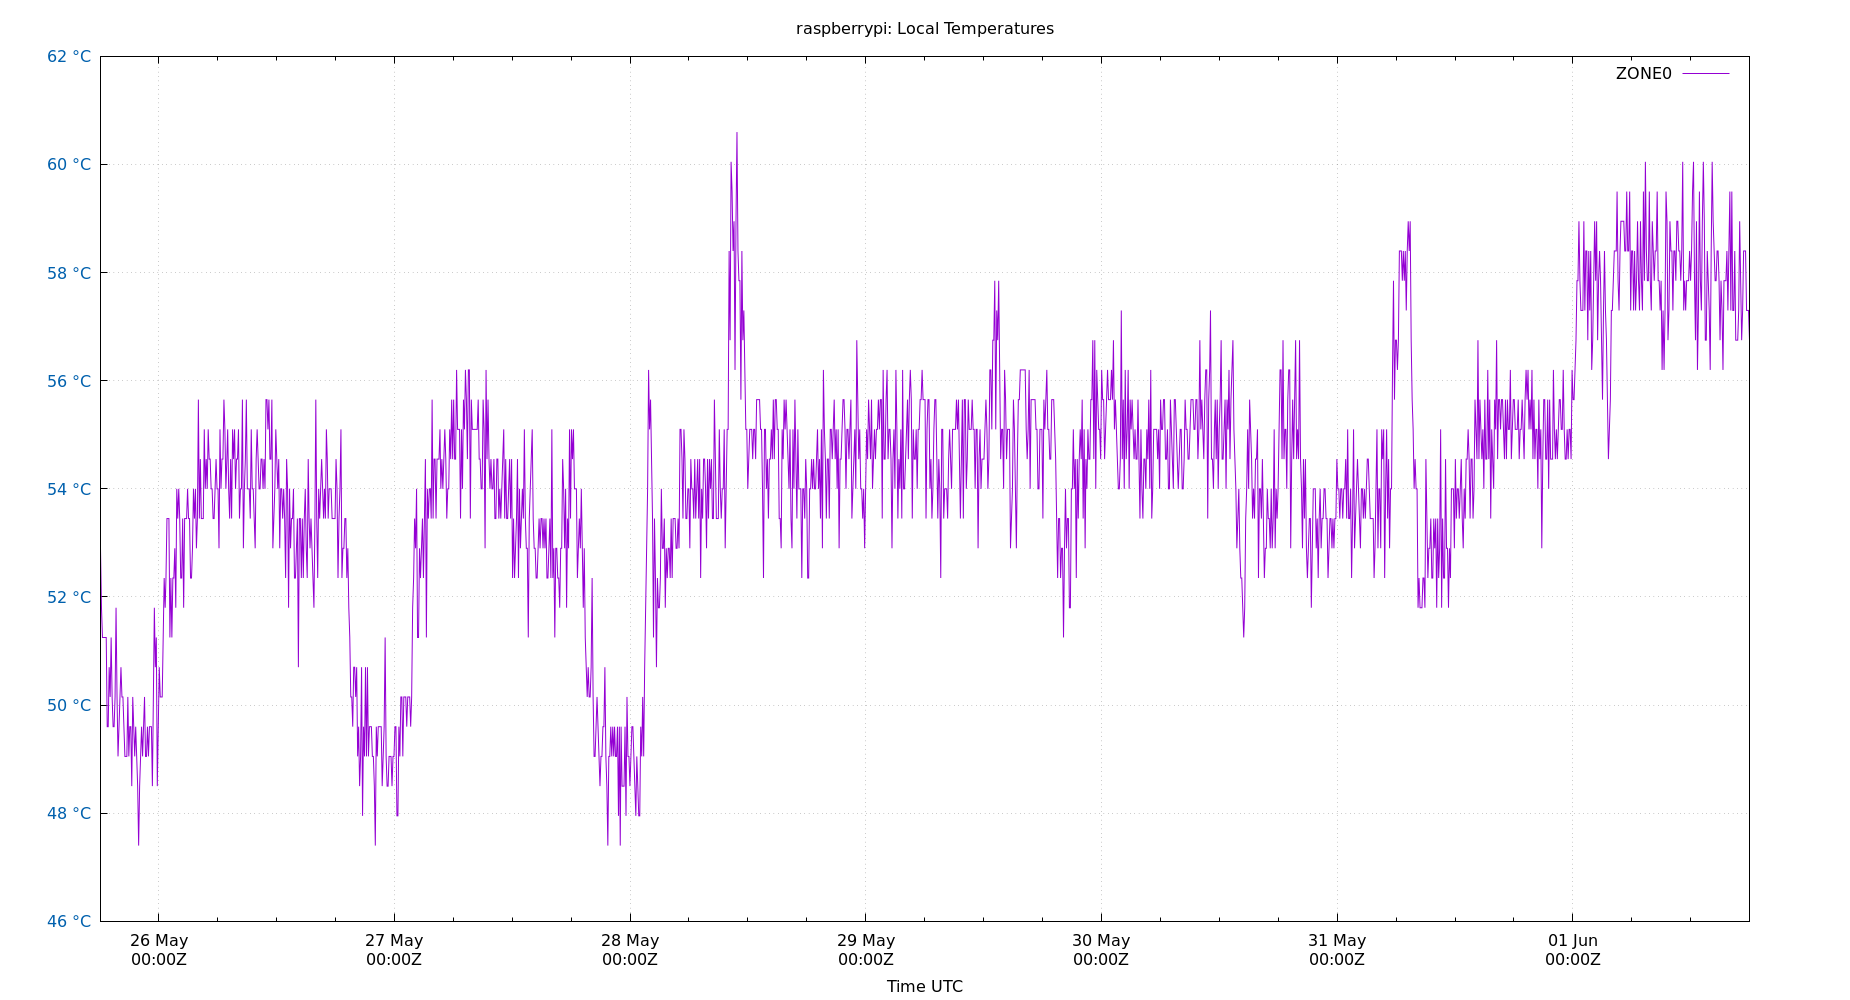 raspberrypi: Local Temperatures
ZONE0
62 °C
60 °C
58 °C
56 °C
54 °C
52 °C
50 °C
48 °C
46 °C
26 May 27 May 28 May 29 May 30 May 31 May 01 Jun
00:00Z 00:00Z 00:00Z 00:00Z 00:00Z 00:00Z 00:00Z
Time UTC